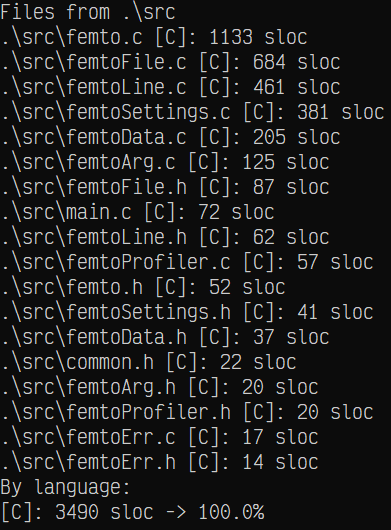 Files from .\src
.\src\femto.c [C]: 1133 sloc
.\src\femtoFile.c [C]: 684 sloc
.\src\femtoLine.c [C]: 461 sloc
.\src\femtoSettings.c [C]: 381 sloc
.\src\femtoData.c [C]: 205 sloc
.\src\femtoArg.c [C]: 125 sloc
.\src\femtoFile.h [C]: 87 sloc
.\src\main.c [C]: 72 sloc
.\src\femtoLine.h [C]: 62 sloc
.\src\femtoProfiler.c [C]: 57 sloc
.\src\femto.h [C]: 52 sloc
.\src\femtoSettings.h [C]: 41 sloc
.\src\femtoData.h [C]: 37 sloc
.\src\common.h [C]: 22 sloc
.\src\femtoArg.h [C]: 20 sloc
.\src\femtoProfiler.h [C]: 20 sloc
.\src\femtoErr.c [C]: 17 sloc
.\src\femtoErr.h [C]: 14 sloc
By language:
[C]: 3490 sloc -> 100.0%